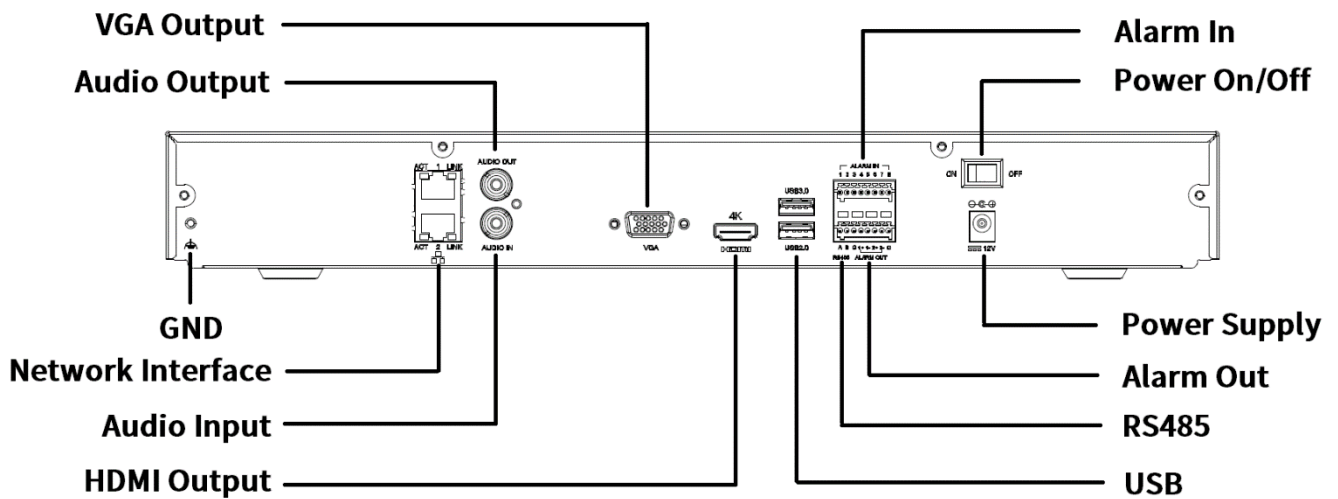 VGA Output
Audio Output
Alarm In
Power On/Off
ACT 1 LINK
AUDIO OUT
ALARM IN
1 2 3 4 5 6 7 8
ON OFF
USB3.0
4K
VGA
HDMI
USB2.0
12V
ACT 2 LINK
AUDIO IN
RS485 ALARM OUT
GND
Network Interface
Audio Input
HDMI Output
Power Supply
Alarm Out
RS485
USB